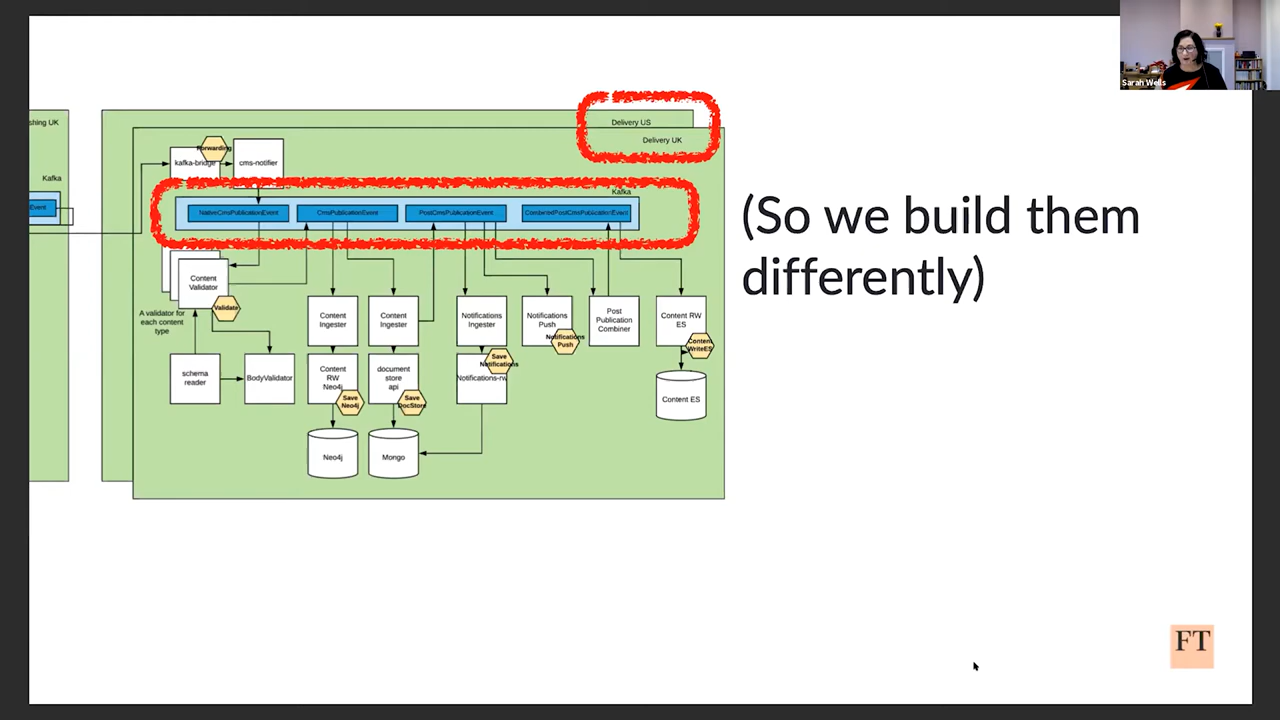 Sarah Wells
Delivery US
Delivery UK
shing UK
Kafka
Event
Forwarding
kafka-bridge
cms-notifier
Kafka
NativeCmsPublicationEvent
CmsPublicationEvent
PostCmsPublicationEvent
CombinedPostCmsPublicationEvent
(So we build them
differently)
Content
Validator
Validate
A validator for
each content
type
schema
reader
BodyValidator
Content
Ingester
Content
Ingester
Notifications
Ingester
Notifications
Push
Notifications
Push
Post
Publication
Combiner
Content RW
ES
Content
WriteES
Content
RW
Neo4j
Save
Neo4j
document
store
api
Save
DocStore
Save
Notifications
Notifications-rw
Content ES
Neo4j
Mongo
FT